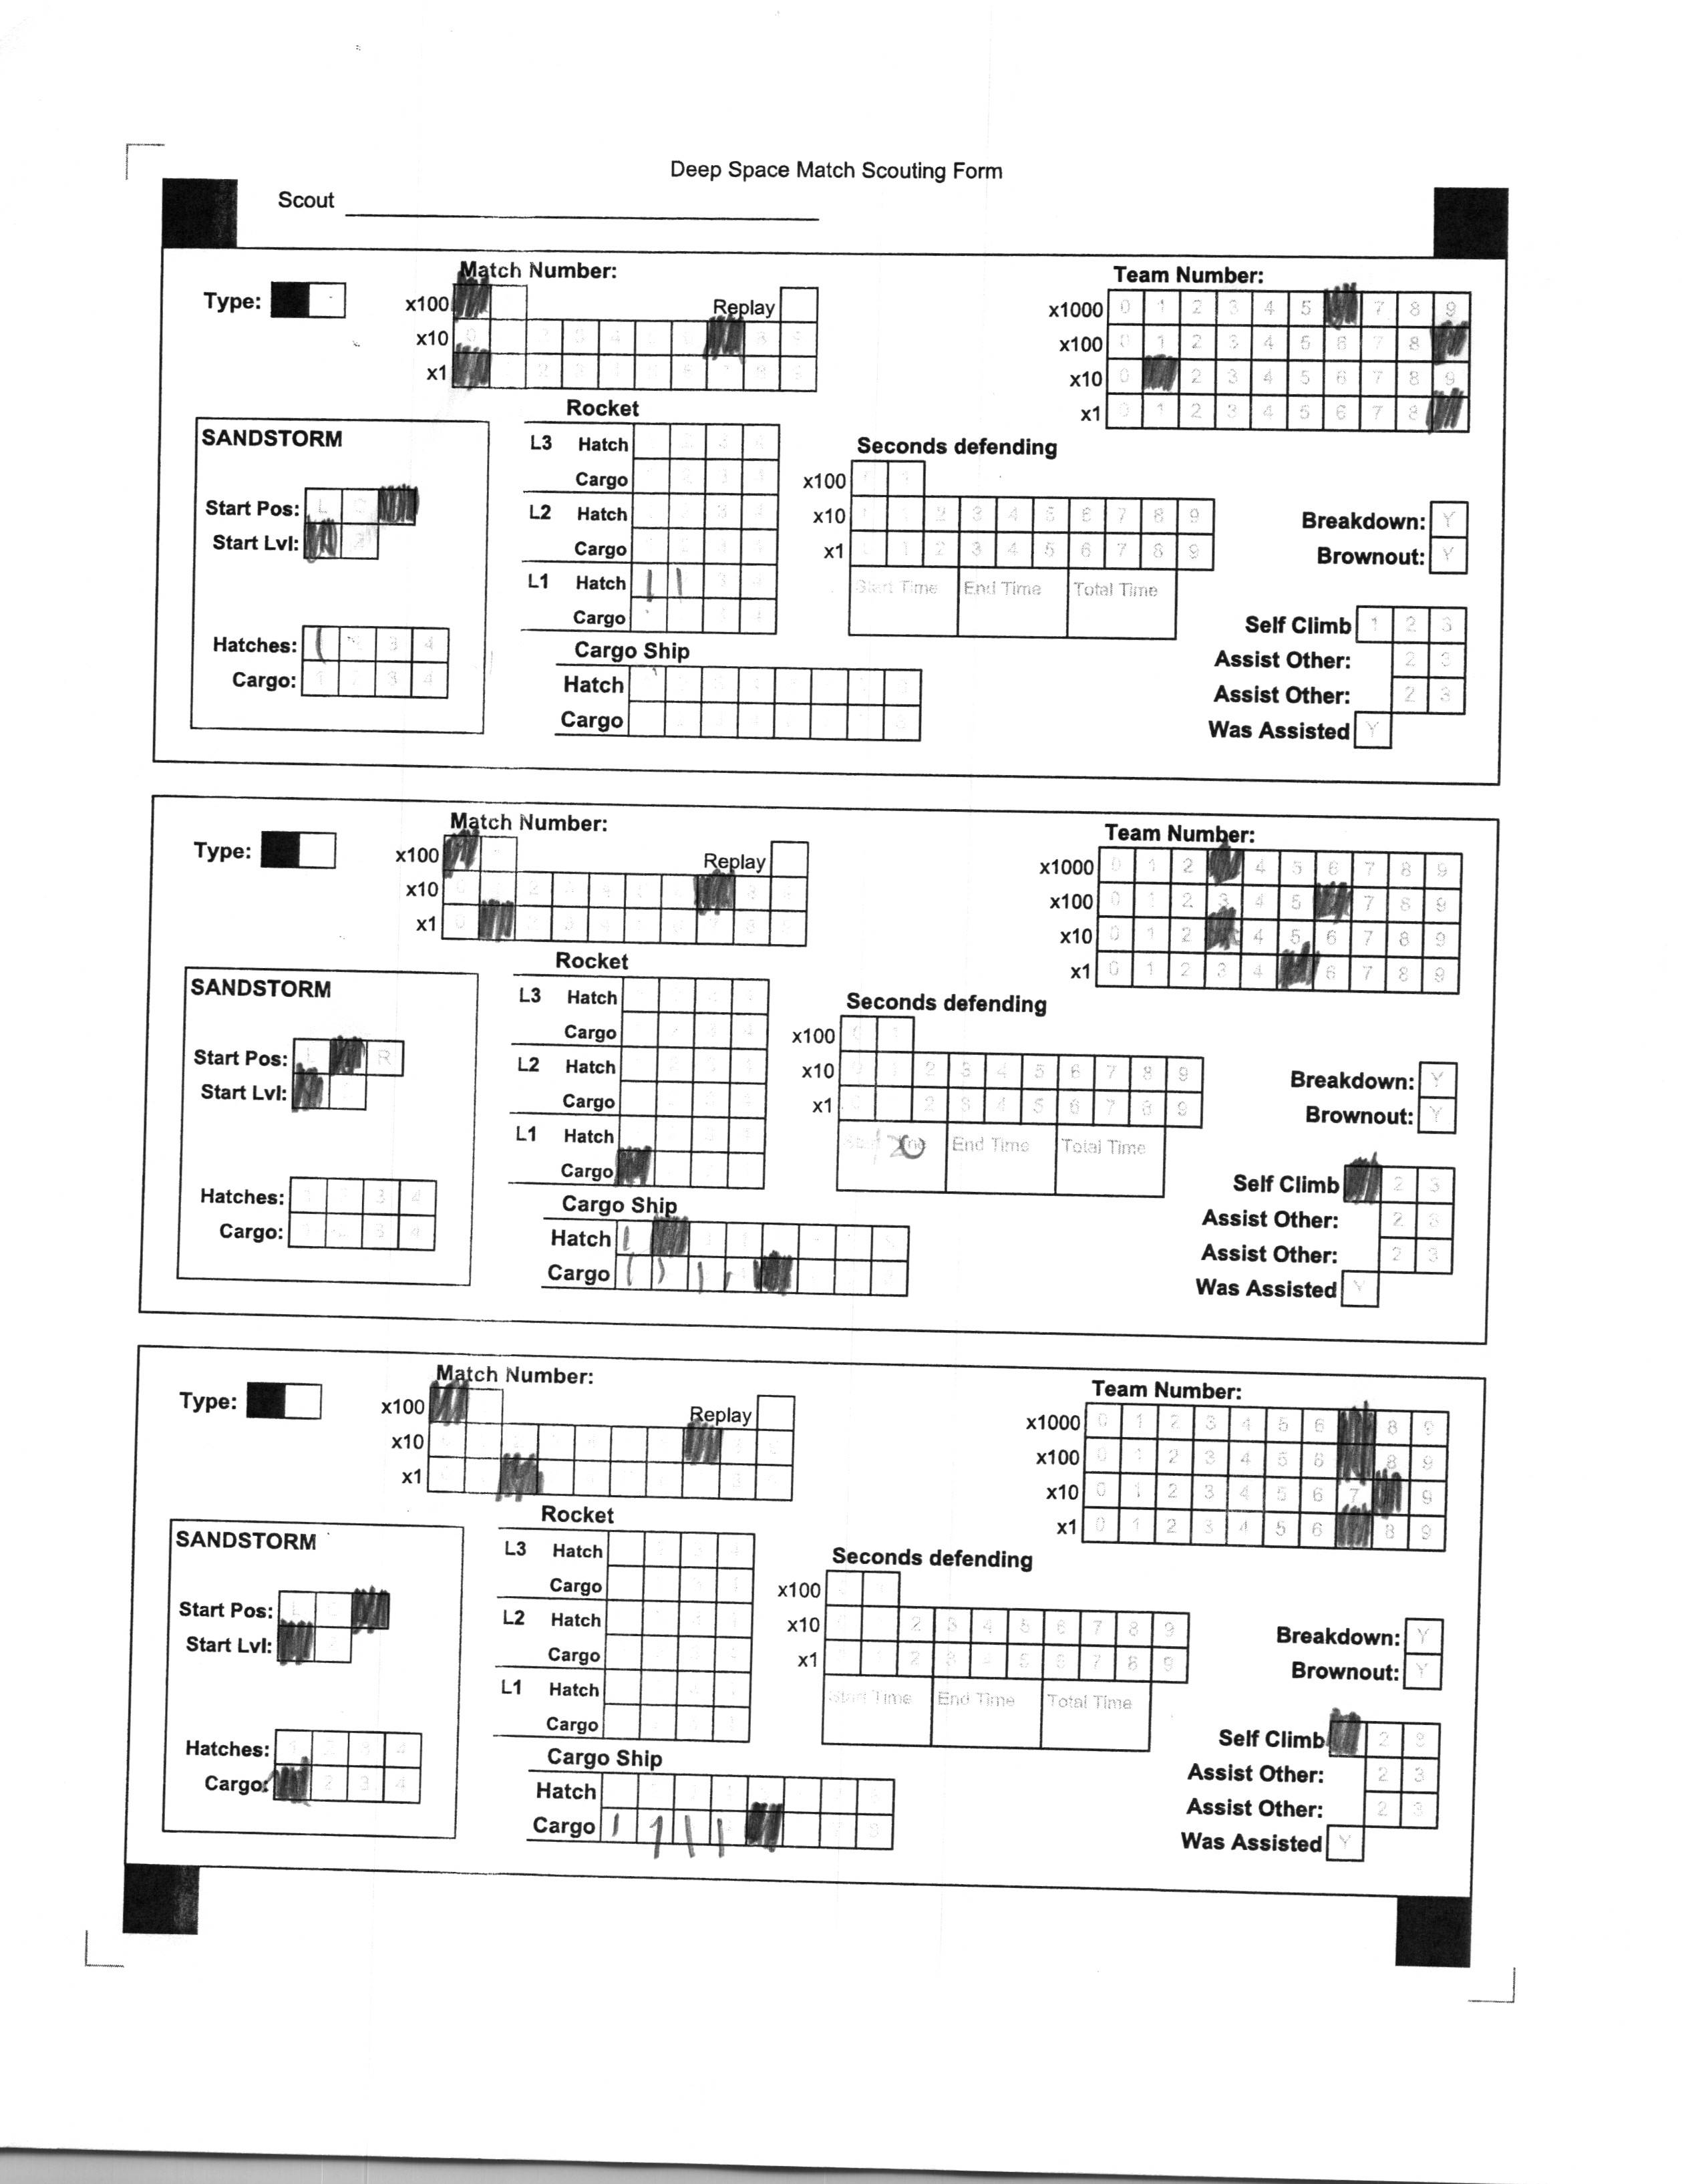 Deep Space Match Scouting Form
Scout
Match Number:
Team Number:
Type:
x100
Replay
x1000 0 1 2 3 4 5 7 8 9
x10
x100 0 1 2 3 4 5 6 7 8
x1
x10 0 2 3 4 5 6 7 8 9
x1 0 1 2 3 4 5 6 7 8
Rocket
SANDSTORM
L3 Hatch
Seconds defending
Cargo
x100
Start Pos: L C
L2 Hatch
x10 2 3 4 5 6 7 8 9
Breakdown: Y
Start Lvl: 2
Cargo
x1 1 2 3 4 5 6 7 8 9
Brownout: Y
L1 Hatch
Start Time End Time Total Time
Cargo
Self Climb 1 2 3
Hatches: 3 4
Cargo Ship
Assist Other: 2 3
Cargo: 1 2 3 4
Hatch
Assist Other: 2 3
Cargo
Was Assisted Y
Match Number:
Team Number:
Type:
x100
Replay
x1000 0 1 2 4 5 6 7 8 9
x10
x100 0 1 2 3 4 5 7 8 9
x1
x10 0 1 2 4 5 6 7 8 9
x1 0 1 2 3 4 6 7 8 9
Rocket
SANDSTORM
L3 Hatch
Seconds defending
Cargo
x100
Start Pos: L R
L2 Hatch
x10 2 3 4 5 6 7 8 9
Breakdown: Y
Start Lvl:
Cargo
x1 2 3 4 5 6 7 8 9
Brownout: Y
L1 Hatch
20 End Time Total Time
Cargo
Self Climb 2 3
Hatches: 3 4
Cargo Ship
Assist Other: 2 3
Cargo: 3 4
Hatch
Assist Other: 2 3
Cargo
Was Assisted Y
Match Number:
Team Number:
Type:
x100
Replay
x1000 0 1 2 3 4 5 6 8 9
x10
x100 0 1 2 3 4 5 6 8 9
x1
x10 0 1 2 3 4 5 6 7 9
x1 0 1 2 3 4 5 6 8 9
Rocket
SANDSTORM
L3 Hatch
Seconds defending
Cargo
x100
Start Pos: L C
L2 Hatch
x10 2 3 4 5 6 7 8 9
Breakdown: Y
Start Lvl:
Cargo
x1 1 2 3 4 5 6 7 8 9
Brownout: Y
L1 Hatch
Start Time End Time Total Time
Cargo
Self Climb 2 3
Hatches: 1 2 3 4
Cargo Ship
Assist Other: 2 3
Cargo: 2 3 4
Hatch
Assist Other: 2 3
Cargo
Was Assisted Y